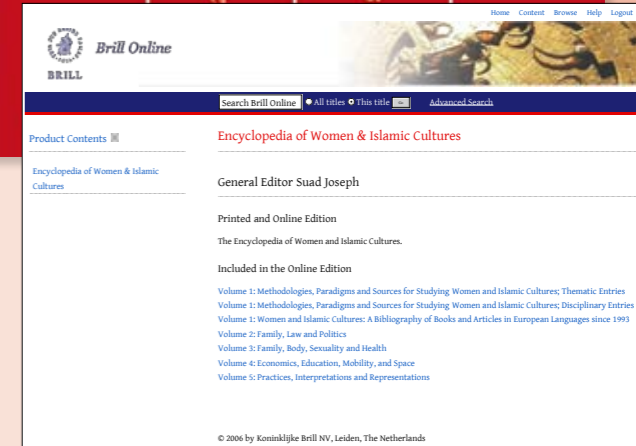 Home Content Browse Help Logout
Brill Online
BRILL
Search Brill Online All titles This title Advanced Search
Product Contents
Encyclopedia of Women & Islamic
Cultures
Encyclopedia of Women & Islamic Cultures
General Editor Suad Joseph
Printed and Online Edition
The Encyclopedia of Women and Islamic Cultures.
Included in the Online Edition
Volume 1: Methodologies, Paradigms and Sources for Studying Women and Islamic Cultures; Thematic Entries
Volume 1: Methodologies, Paradigms and Sources for Studying Women and Islamic Cultures; Disciplinary Entries
Volume 1: Women and Islamic Cultures: A Bibliography of Books and Articles in European Languages since 1993
Volume 2: Family, Law and Politics
Volume 3: Family, Body, Sexuality and Health
Volume 4: Economics, Education, Mobility, and Space
Volume 5: Practices, Interpretations and Representations
© 2006 by Koninklijke Brill NV, Leiden, The Netherlands